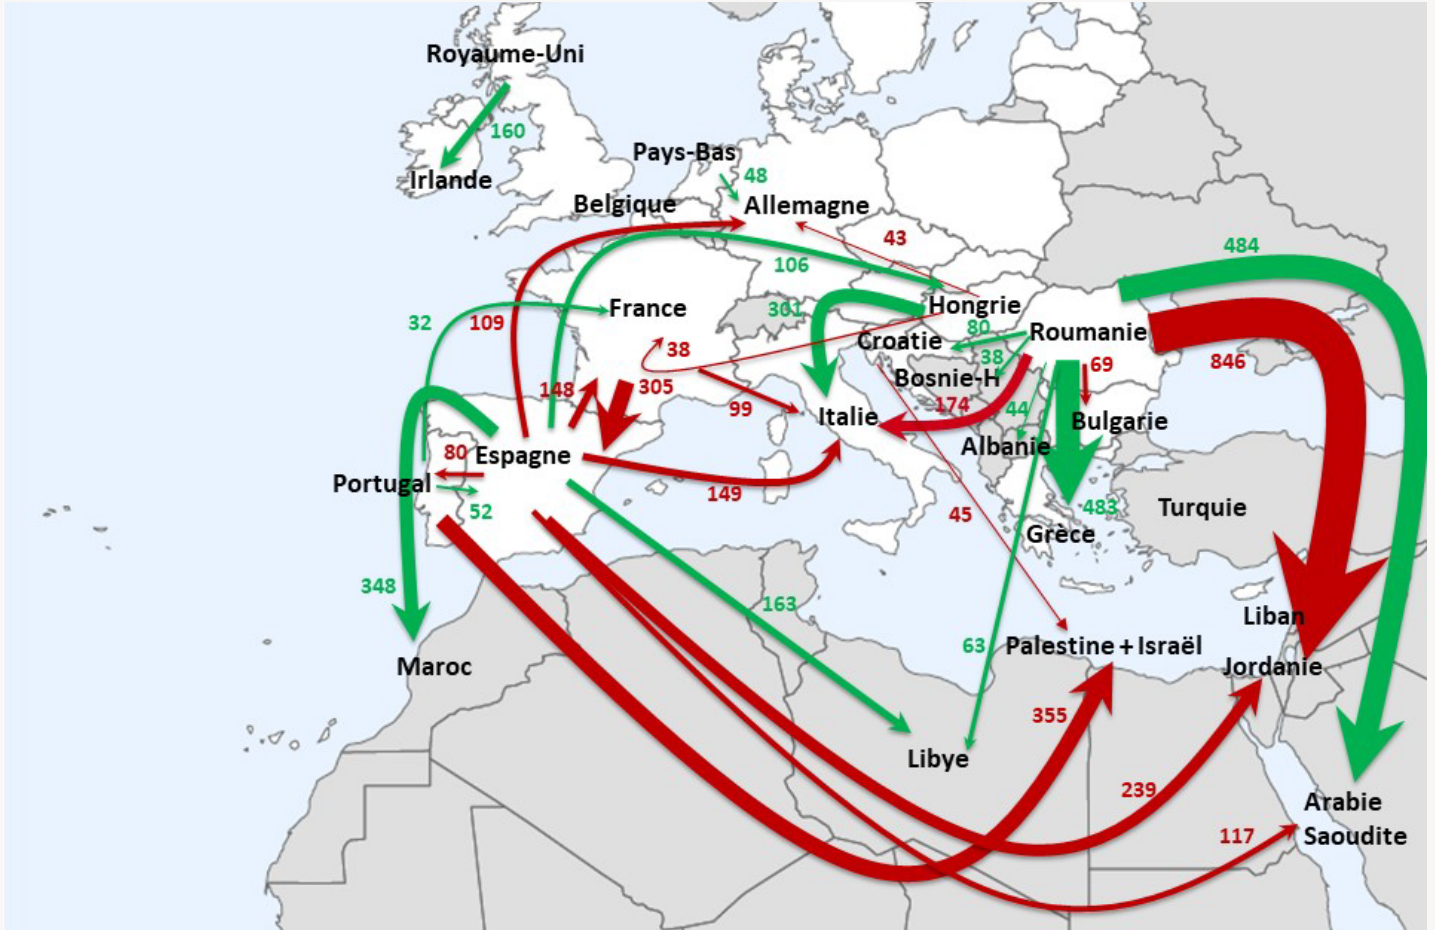 Royaume-Uni
160
Irlande
Pays-Bas
48
Belgique
Allemagne
43
484
106
France
32
109
301
Hongrie
80
Croatie
Roumanie
38
38
Bosnie-H
69
846
148
305
99
174
44
Italie
Bulgarie
Albanie
80
Espagne
Portugal
52
149
45
483
Turquie
Grèce
348
163
63
Liban
Palestine + Israël
Maroc
Jordanie
355
Libye
239
117
Arabie
Saoudite